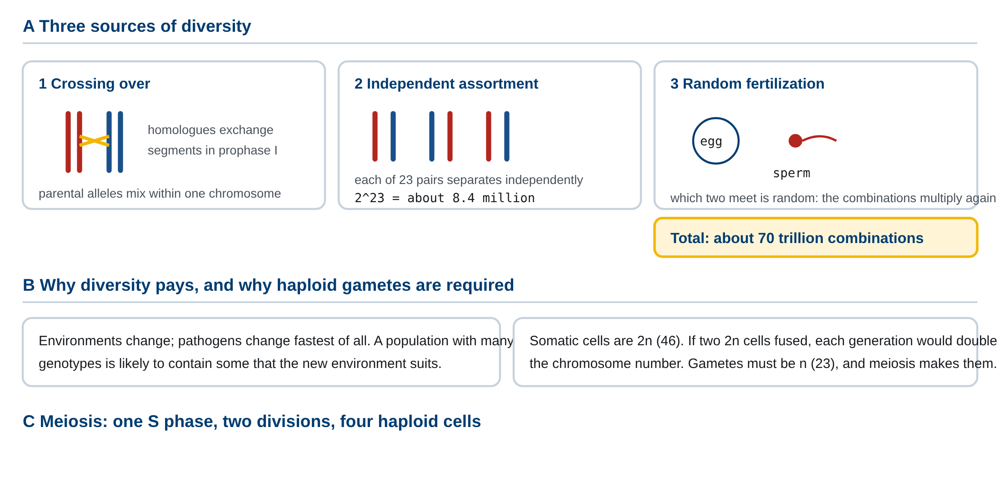 A Three sources of diversity
1 Crossing over
homologues exchange
segments in prophase I
parental alleles mix within one chromosome
2 Independent assortment
each of 23 pairs separates independently
2^23 = about 8.4 million
3 Random fertilization
egg
sperm
which two meet is random: the combinations multiply again
Total: about 70 trillion combinations
B Why diversity pays, and why haploid gametes are required
Environments change; pathogens change fastest of all. A population with many
genotypes is likely to contain some that the new environment suits.
Somatic cells are 2n (46). If two 2n cells fused, each generation would double
the chromosome number. Gametes must be n (23), and meiosis makes them.
C Meiosis: one S phase, two divisions, four haploid cells